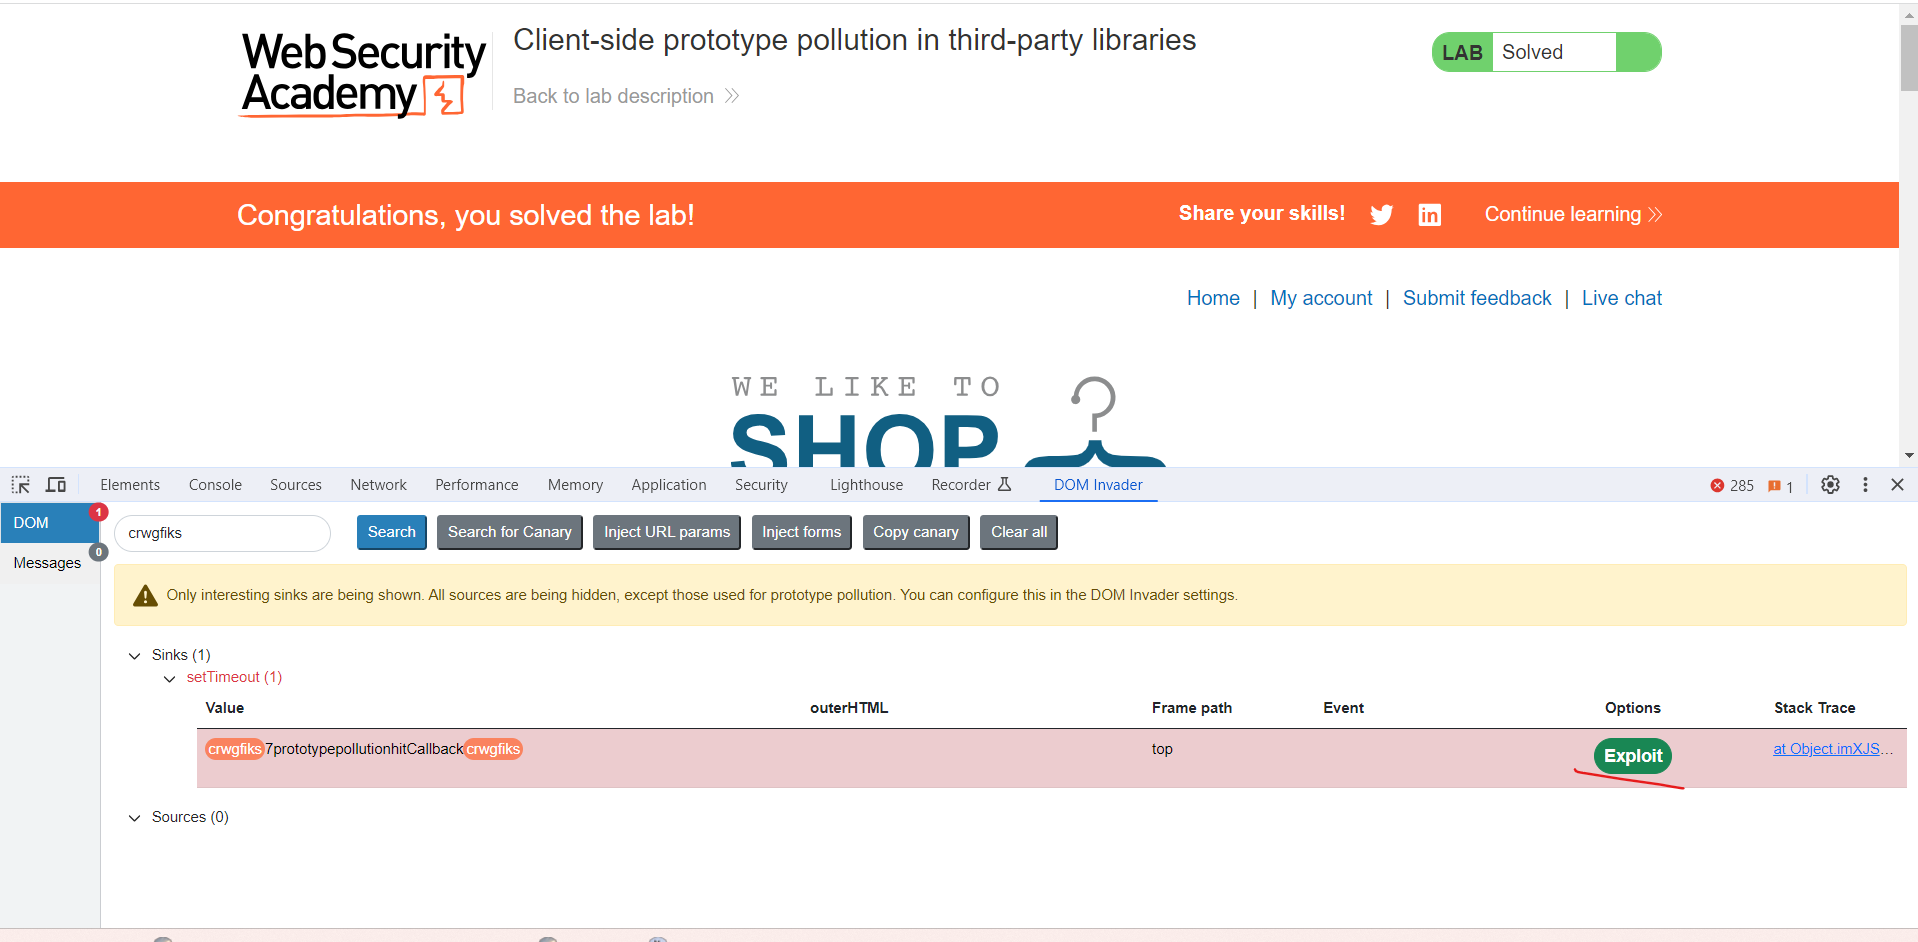 Web Security
Academy
Client-side prototype pollution in third-party libraries
Back to lab description
LAB Solved
Congratulations, you solved the lab!
Share your skills!
Continue learning
Home | My account | Submit feedback | Live chat
WE LIKE TO
SHOP
Elements Console Sources Network Performance Memory Application Security Lighthouse Recorder DOM Invader 285 1
DOM 1
Messages 0
crwgfiks Search Search for Canary Inject URL params Inject forms Copy canary Clear all
Only interesting sinks are being shown. All sources are being hidden, except those used for prototype pollution. You can configure this in the DOM Invader settings.
Sinks (1)
setTimeout (1)
Value outerHTML Frame path Event Options Stack Trace
crwgfiks7prototypepollutionhitCallbackcrwgfiks top Exploit at Object.imXJS...
Sources (0)